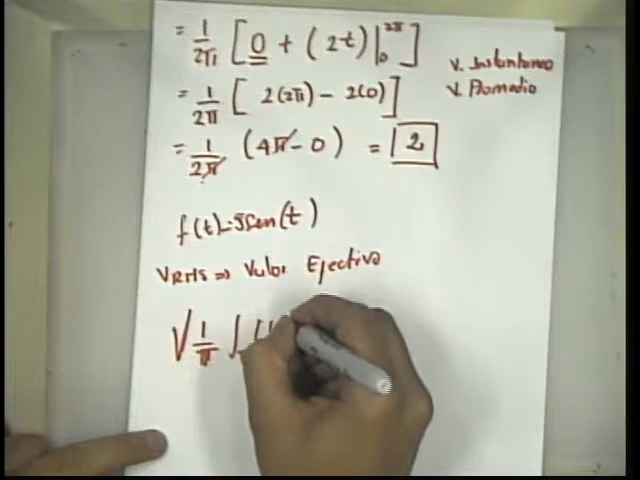 = 1/2π [ 0 + (2t) |₀^2π ]
= 1/2π [ 2(2π) - 2(0) ]
= 1/2π (4π - 0) = 2
V. Instantaneo
V. Promedio
f(t)=5Sen(t)
VRMS ⇒ Valor Efectivo
√ 1/T ∫